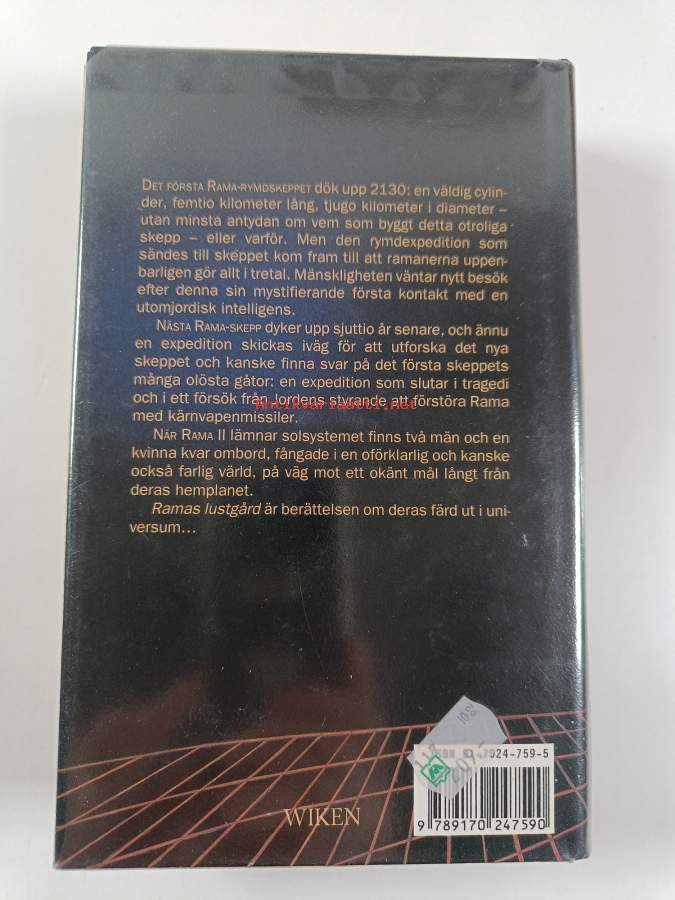 DET FÖRSTA RAMA-RYMDSKEPPET dök upp 2130: en väldig cylin-
der, femtio kilometer lång, tjugo kilometer i diameter –
utan minsta antydan om vem som byggt detta otroliga
skepp – eller varför. Men den rymdexpedition som
sändes till skeppet kom fram till att ramanerna uppen-
barligen gör allt i tretal. Mänskligheten väntar nytt besök
efter denna sin mystifierande första kontakt med en
utomjordisk intelligens.
NÄSTA RAMA-SKEPP dyker upp sjuttio år senare, och ännu
en expedition skickas iväg för att utforska det nya
skeppet och kanske finna svar på det första skeppets
många olösta gåtor: en expedition som slutar i tragedi
och i ett försök från Jordens styrande att förstöra Rama
Antikvariaatti.net
med kärnvapenmissiler.
NÄR RAMA II lämnar solsystemet finns två män och en
kvinna kvar ombord, fångade i en oförklarlig och kanske
också farlig värld, på väg mot ett okänt mål långt från
deras hemplanet.
Ramas lustgård är berättelsen om deras färd ut i uni-
versum...
7024-759-5
WIKEN
9 789170 247590